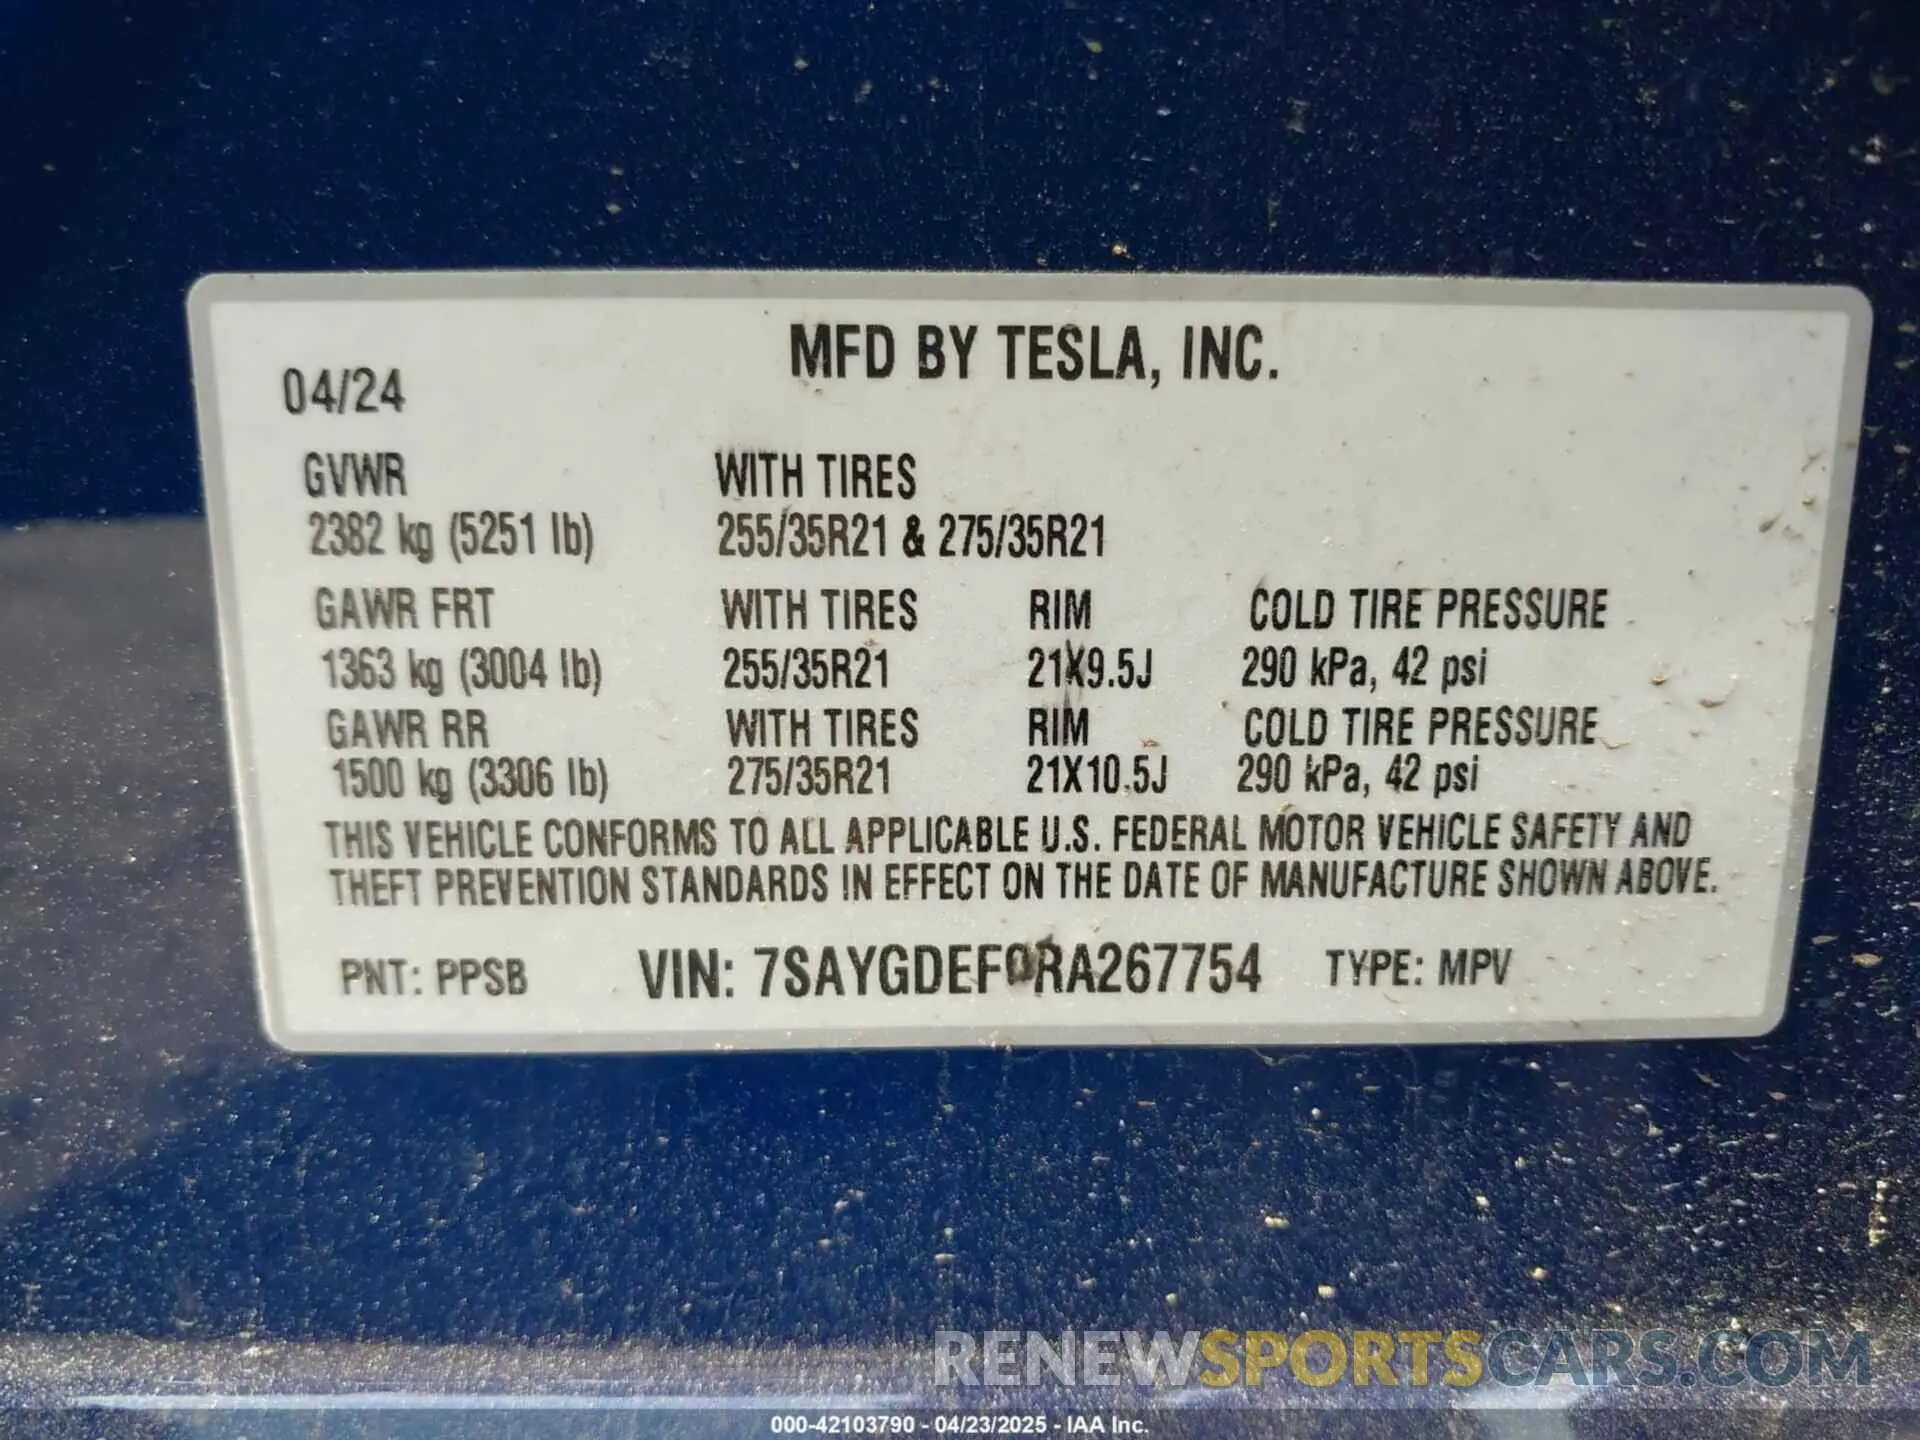 MFD BY TESLA, INC.
04/24
GVWR WITH TIRES
2382 kg (5251 lb) 255/35R21 & 275/35R21
GAWR FRT WITH TIRES RIM COLD TIRE PRESSURE
1363 kg (3004 lb) 255/35R21 21X9.5J 290 kPa, 42 psi
GAWR RR WITH TIRES RIM COLD TIRE PRESSURE
1500 kg (3306 lb) 275/35R21 21X10.5J 290 kPa, 42 psi
THIS VEHICLE CONFORMS TO ALL APPLICABLE U.S. FEDERAL MOTOR VEHICLE SAFETY AND
THEFT PREVENTION STANDARDS IN EFFECT ON THE DATE OF MANUFACTURE SHOWN ABOVE.
PNT: PPSB VIN: 7SAYGDEF0RA267754 TYPE: MPV
RENEWSPORTSCARS.COM
000-42103790 - 04/23/2025 - IAA Inc.